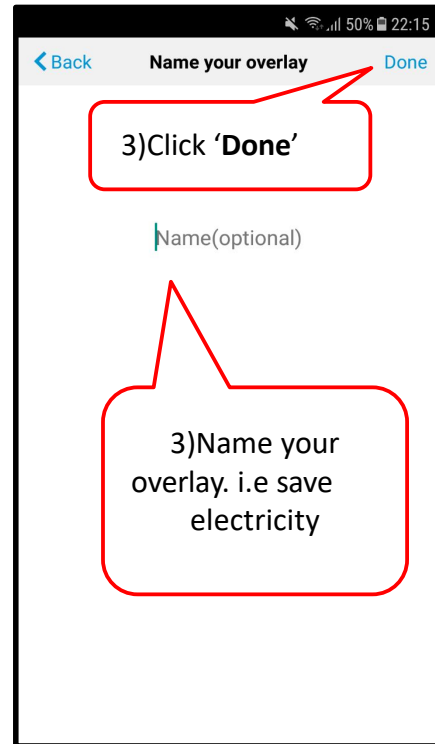 50% 22:15
Back Name your overlay Done
3)Click ‘Done’
Name(optional)
3)Name your
overlay. i.e save
electricity